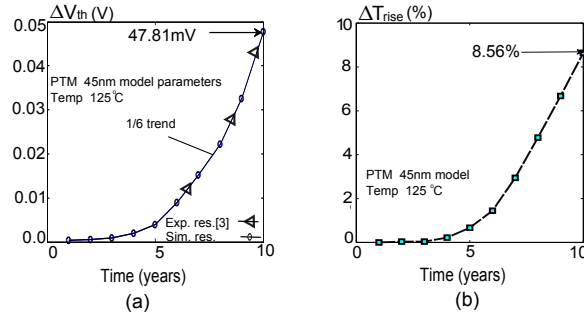 ΔVth (V)
0.05
0.04
0.03
0.02
0.01
0.00
47.81mV
PTM 45nm model parameters
Temp 125°C
1/6 trend
Exp. res.[3]
Sim. res.
0
5
10
Time (years)
(a)
ΔTrise (%)
10
8
6
4
2
0
8.56%
PTM 45nm model
Temp 125°C
0
5
10
Time (years)
(b)